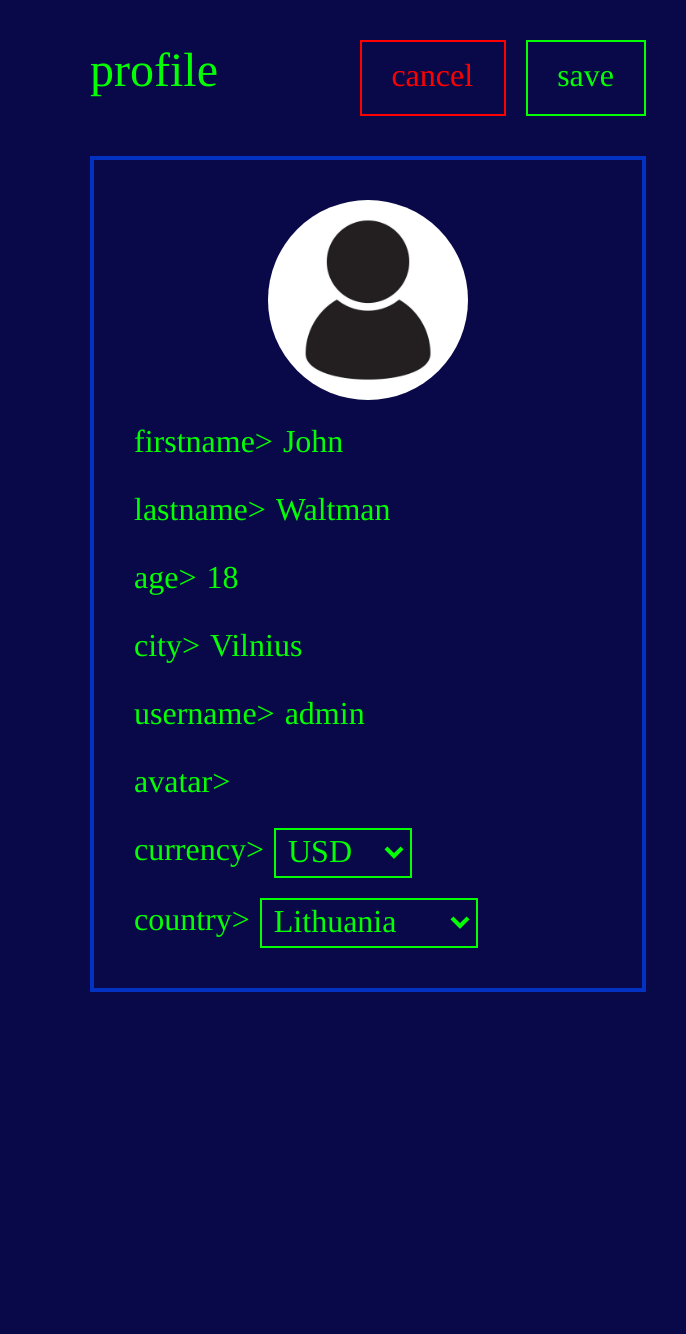 profile cancel save
firstname> John
lastname> Waltman
age> 18
city> Vilnius
username> admin
avatar>
currency> USD
country> Lithuania